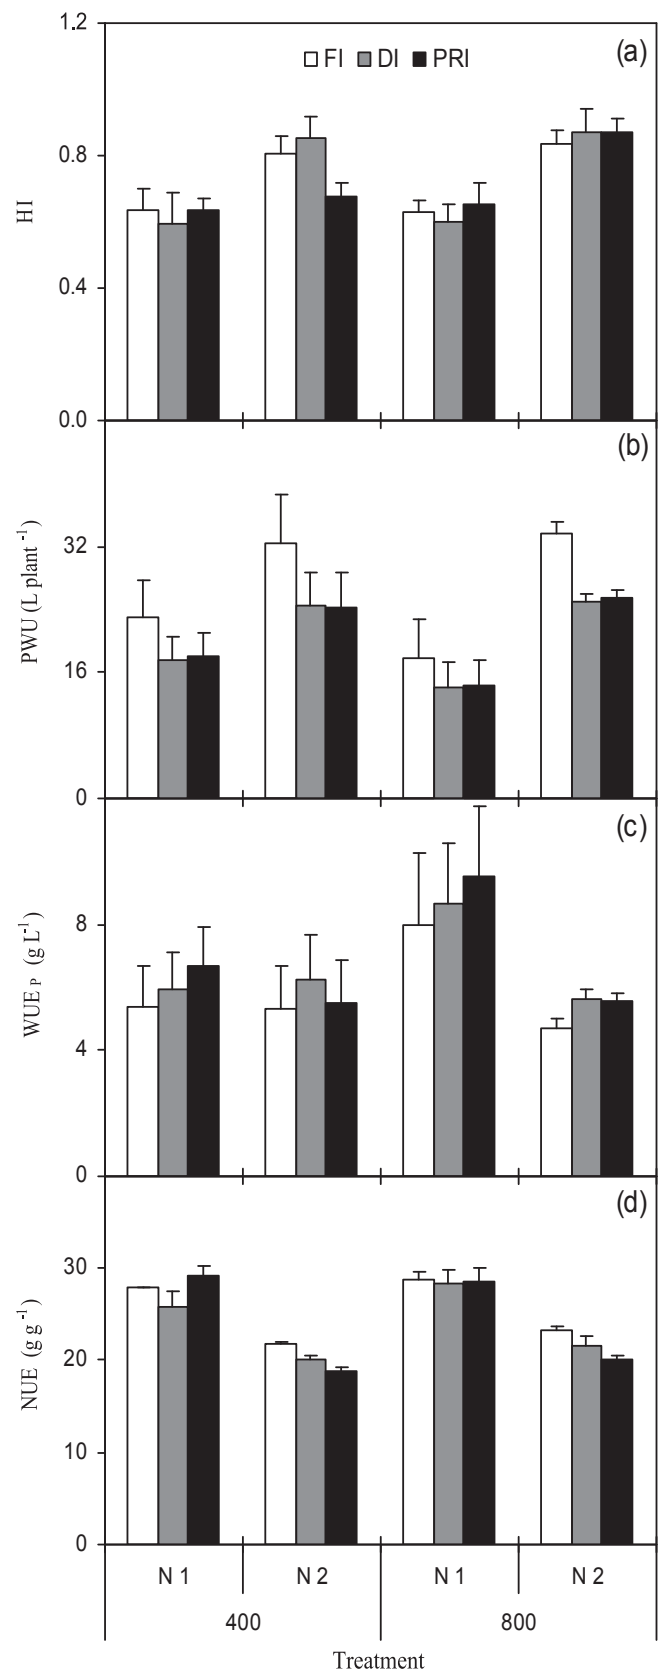 1.2
(a)
FI DI PRI
0.8
HI
0.4
0.0
(b)
32
PWU (L plant -1)
16
0
(c)
8
WUE P (g L-1)
4
0
(d)
30
NUE (g g-1)
20
10
0
N 1 N 2 N 1 N 2
400 800
Treatment